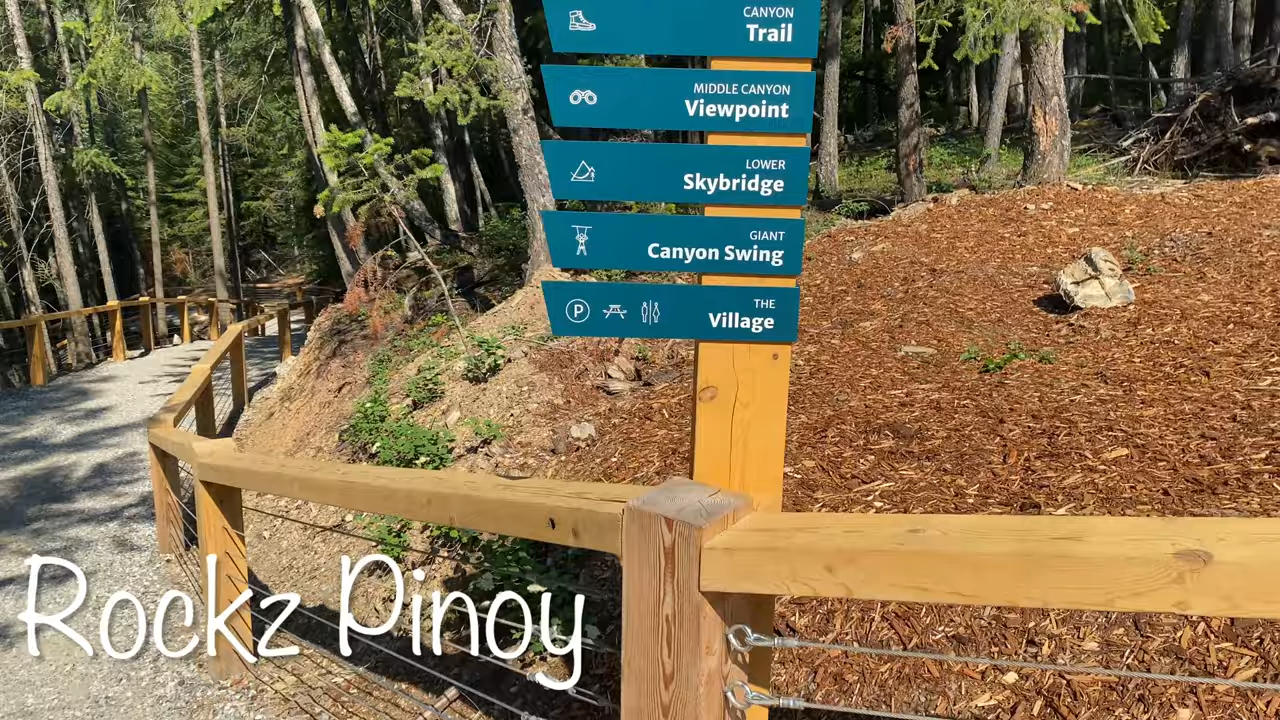 CANYON
Trail
MIDDLE CANYON
Viewpoint
LOWER
Skybridge
GIANT
Canyon Swing
P
THE
Village
Rockz Pinoy